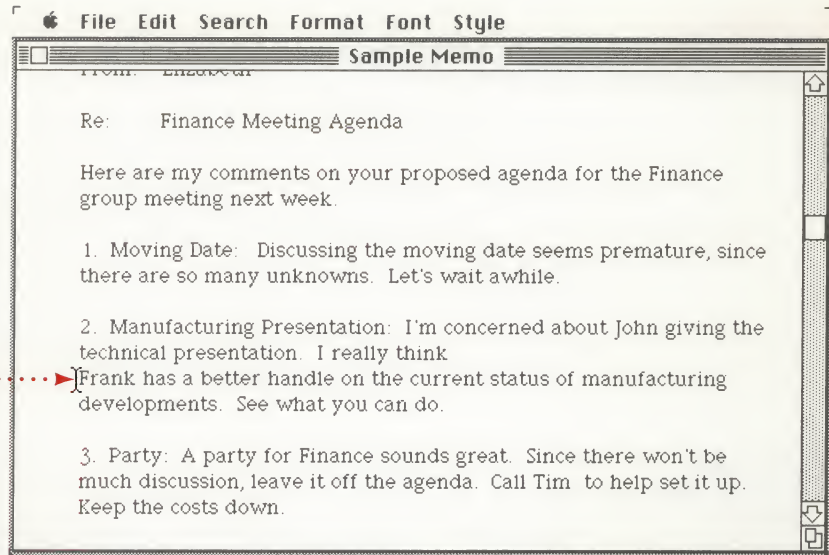 File Edit Search Format Font Style
Sample Memo
From: Elizabeth
Re: Finance Meeting Agenda
Here are my comments on your proposed agenda for the Finance
group meeting next week.
1. Moving Date: Discussing the moving date seems premature, since
there are so many unknowns. Let's wait awhile.
2. Manufacturing Presentation: I'm concerned about John giving the
technical presentation. I really think
Frank has a better handle on the current status of manufacturing
developments. See what you can do.
3. Party: A party for Finance sounds great. Since there won't be
much discussion, leave it off the agenda. Call Tim to help set it up.
Keep the costs down.